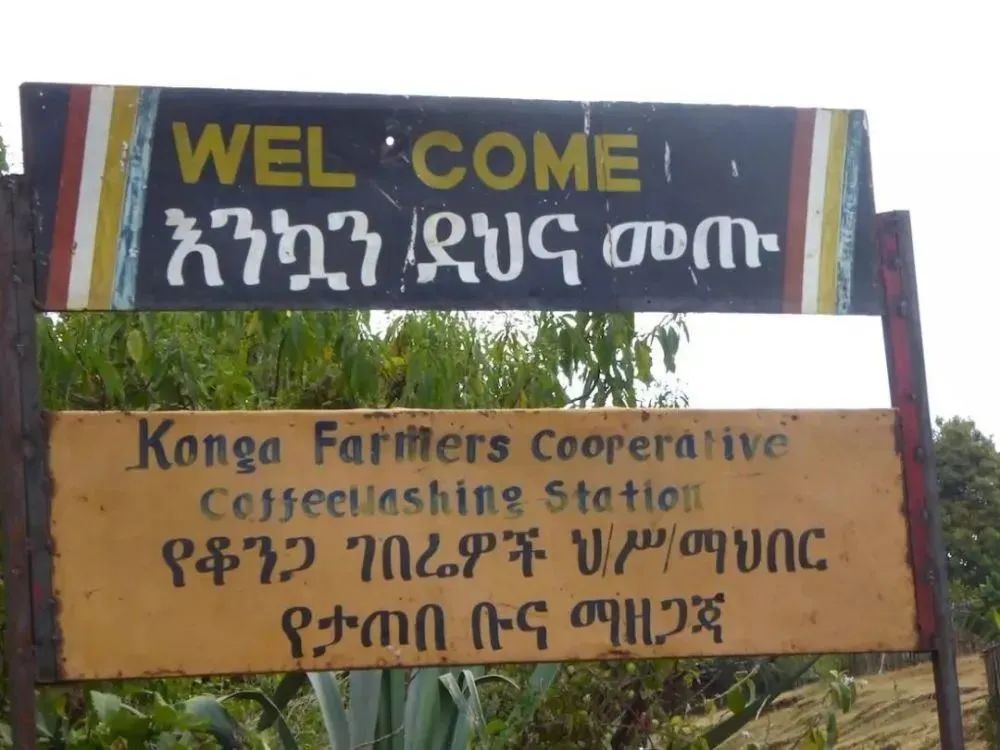 WEL COME
እንኳን ደህና መጡ
Konga Farmers Cooperative
CoffeeWashing Station
የቆንጋ ገበሬዎች ህ/ሥ/ማህበር
የታጠበ ቡና ማዘጋጃ